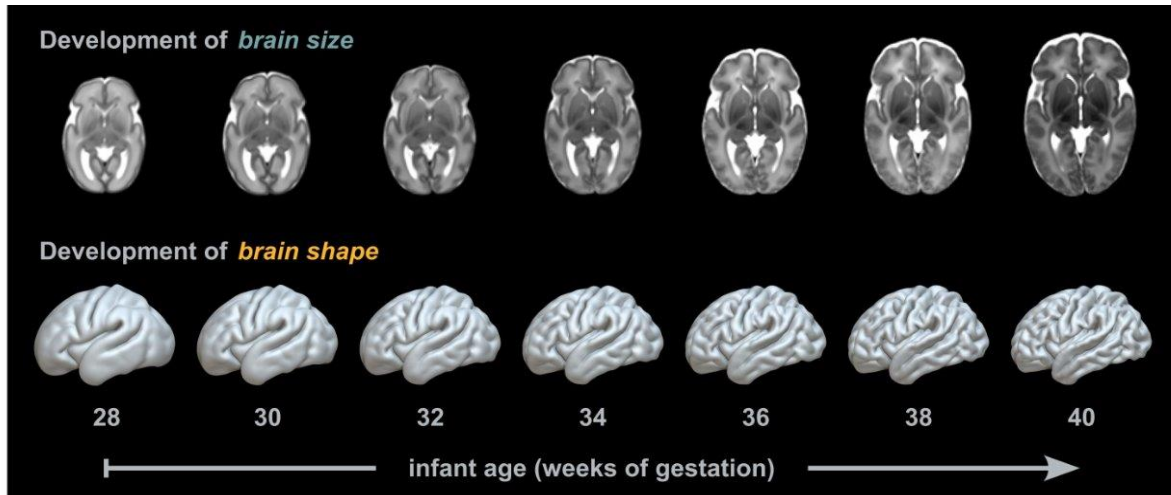 Development of brain size
Development of brain shape
28 30 32 34 36 38 40
infant age (weeks of gestation)